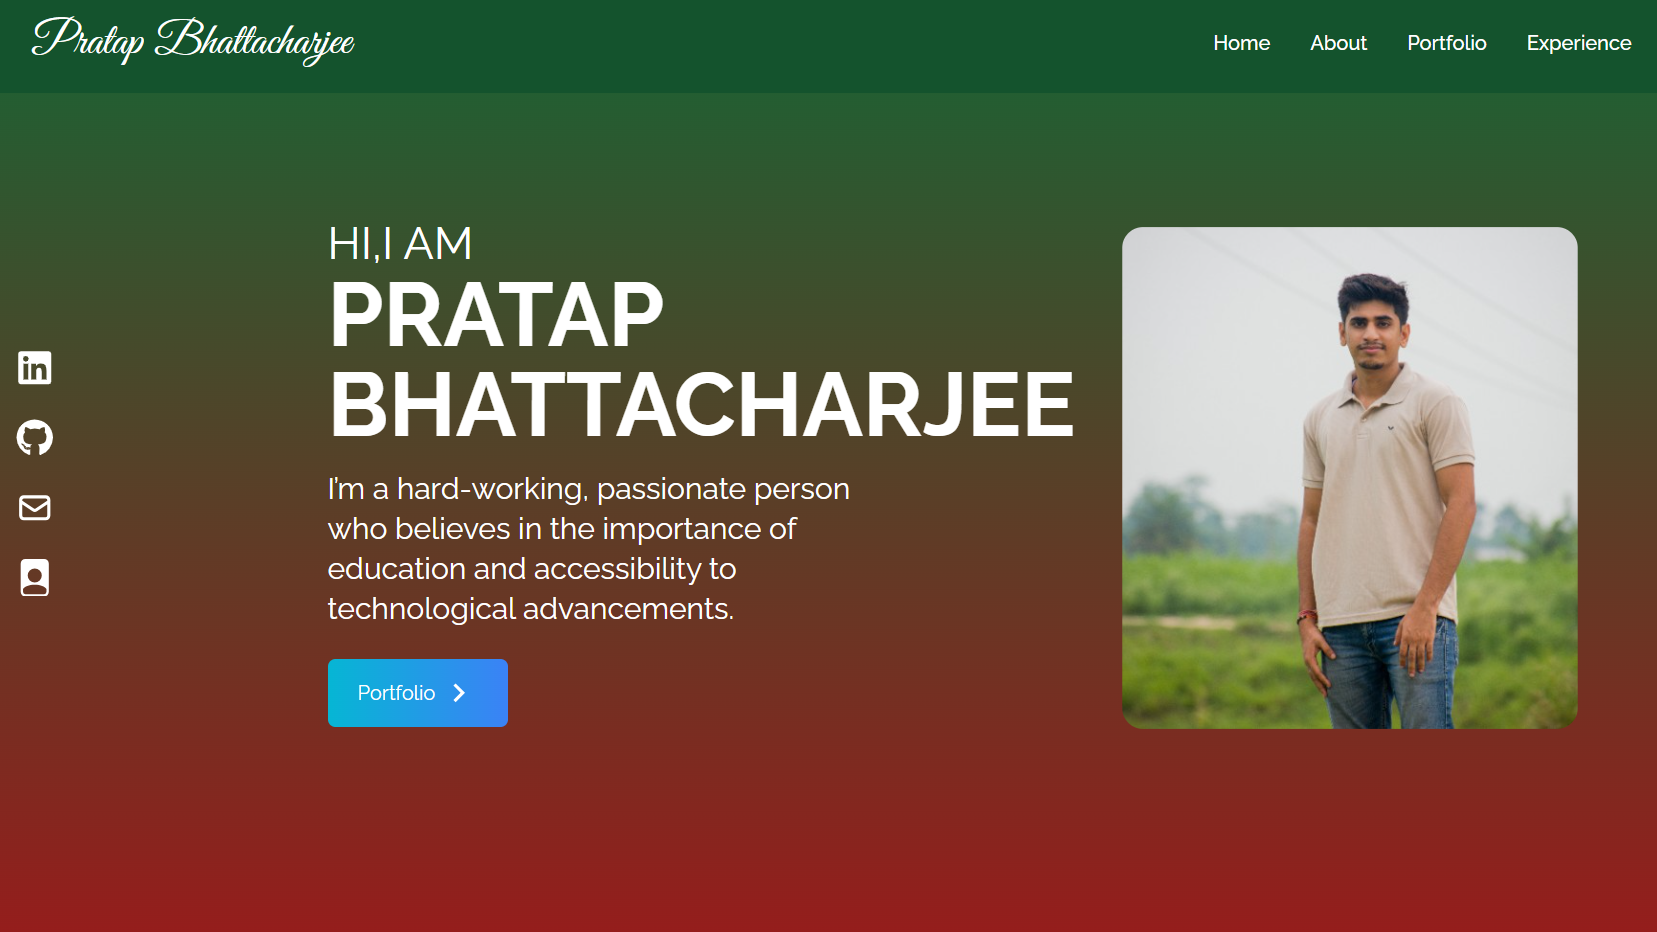 Pratap Bhattacharjee
Home About Portfolio Experience
HI,I AM
PRATAP
BHATTACHARJEE
I'm a hard-working, passionate person
who believes in the importance of
education and accessibility to
technological advancements.
Portfolio
in